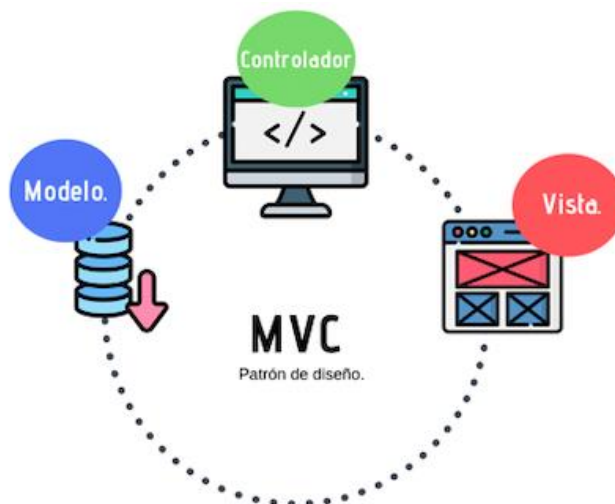 Controlador
</>
Modelo.
Vista.
MVC
Patrón de diseño.